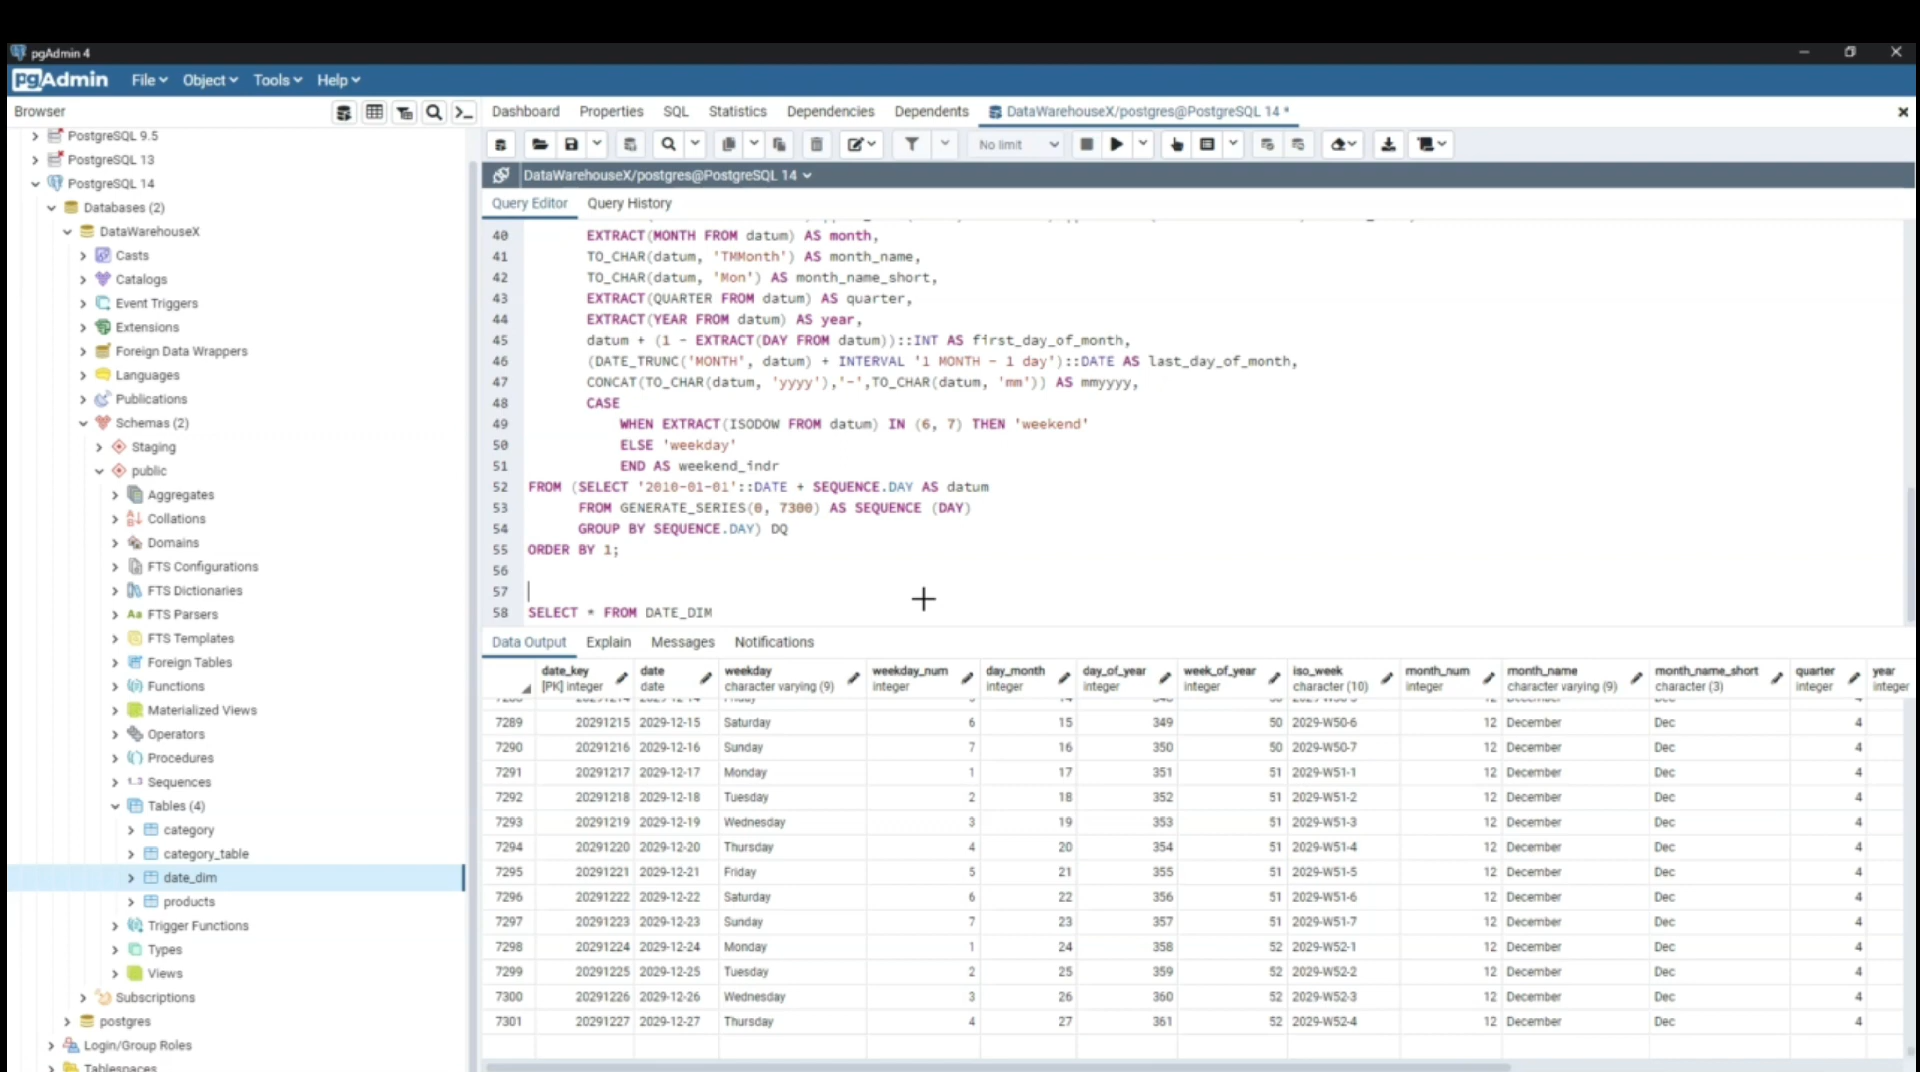 pgAdmin 4
pgAdmin File Object Tools Help
Browser
Dashboard Properties SQL Statistics Dependencies Dependents DataWarehouseX/postgres@PostgreSQL 14 *
No limit
DataWarehouseX/postgres@PostgreSQL 14
Query Editor Query History
PostgreSQL 9.5
PostgreSQL 13
PostgreSQL 14
Databases (2)
DataWarehouseX
Casts
Catalogs
Event Triggers
Extensions
Foreign Data Wrappers
Languages
Publications
Schemas (2)
Staging
public
Aggregates
Collations
Domains
FTS Configurations
FTS Dictionaries
FTS Parsers
FTS Templates
Foreign Tables
Functions
Materialized Views
Operators
Procedures
Sequences
Tables (4)
category
category_table
date_dim
products
Trigger Functions
Types
Views
Subscriptions
postgres
Login/Group Roles
Tablespaces
40 EXTRACT(MONTH FROM datum) AS month,
41 TO_CHAR(datum, 'TMMonth') AS month_name,
42 TO_CHAR(datum, 'Mon') AS month_name_short,
43 EXTRACT(QUARTER FROM datum) AS quarter,
44 EXTRACT(YEAR FROM datum) AS year,
45 datum + (1 - EXTRACT(DAY FROM datum))::INT AS first_day_of_month,
46 (DATE_TRUNC('MONTH', datum) + INTERVAL '1 MONTH - 1 day')::DATE AS last_day_of_month,
47 CONCAT(TO_CHAR(datum, 'yyyy'),'-',TO_CHAR(datum, 'mm')) AS mmyyyy,
48 CASE
49 WHEN EXTRACT(ISODOW FROM datum) IN (6, 7) THEN 'weekend'
50 ELSE 'weekday'
51 END AS weekend_indr
52 FROM (SELECT '2010-01-01'::DATE + SEQUENCE.DAY AS datum
53 FROM GENERATE_SERIES(0, 7300) AS SEQUENCE (DAY)
54 GROUP BY SEQUENCE.DAY) DQ
55 ORDER BY 1;
56
57
58 SELECT * FROM DATE_DIM
Data Output Explain Messages Notifications
date_key date weekday weekday_num day_month day_of_year week_of_year iso_week month_num month_name month_name_short quarter year
[PK] integer date character varying (9) integer integer integer integer character (10) integer character varying (9) character (3) integer integer
7289 20291215 2029-12-15 Saturday 6 15 349 50 2029-W50-6 12 December Dec 4
7290 20291216 2029-12-16 Sunday 7 16 350 50 2029-W50-7 12 December Dec 4
7291 20291217 2029-12-17 Monday 1 17 351 51 2029-W51-1 12 December Dec 4
7292 20291218 2029-12-18 Tuesday 2 18 352 51 2029-W51-2 12 December Dec 4
7293 20291219 2029-12-19 Wednesday 3 19 353 51 2029-W51-3 12 December Dec 4
7294 20291220 2029-12-20 Thursday 4 20 354 51 2029-W51-4 12 December Dec 4
7295 20291221 2029-12-21 Friday 5 21 355 51 2029-W51-5 12 December Dec 4
7296 20291222 2029-12-22 Saturday 6 22 356 51 2029-W51-6 12 December Dec 4
7297 20291223 2029-12-23 Sunday 7 23 357 51 2029-W51-7 12 December Dec 4
7298 20291224 2029-12-24 Monday 1 24 358 52 2029-W52-1 12 December Dec 4
7299 20291225 2029-12-25 Tuesday 2 25 359 52 2029-W52-2 12 December Dec 4
7300 20291226 2029-12-26 Wednesday 3 26 360 52 2029-W52-3 12 December Dec 4
7301 20291227 2029-12-27 Thursday 4 27 361 52 2029-W52-4 12 December Dec 4